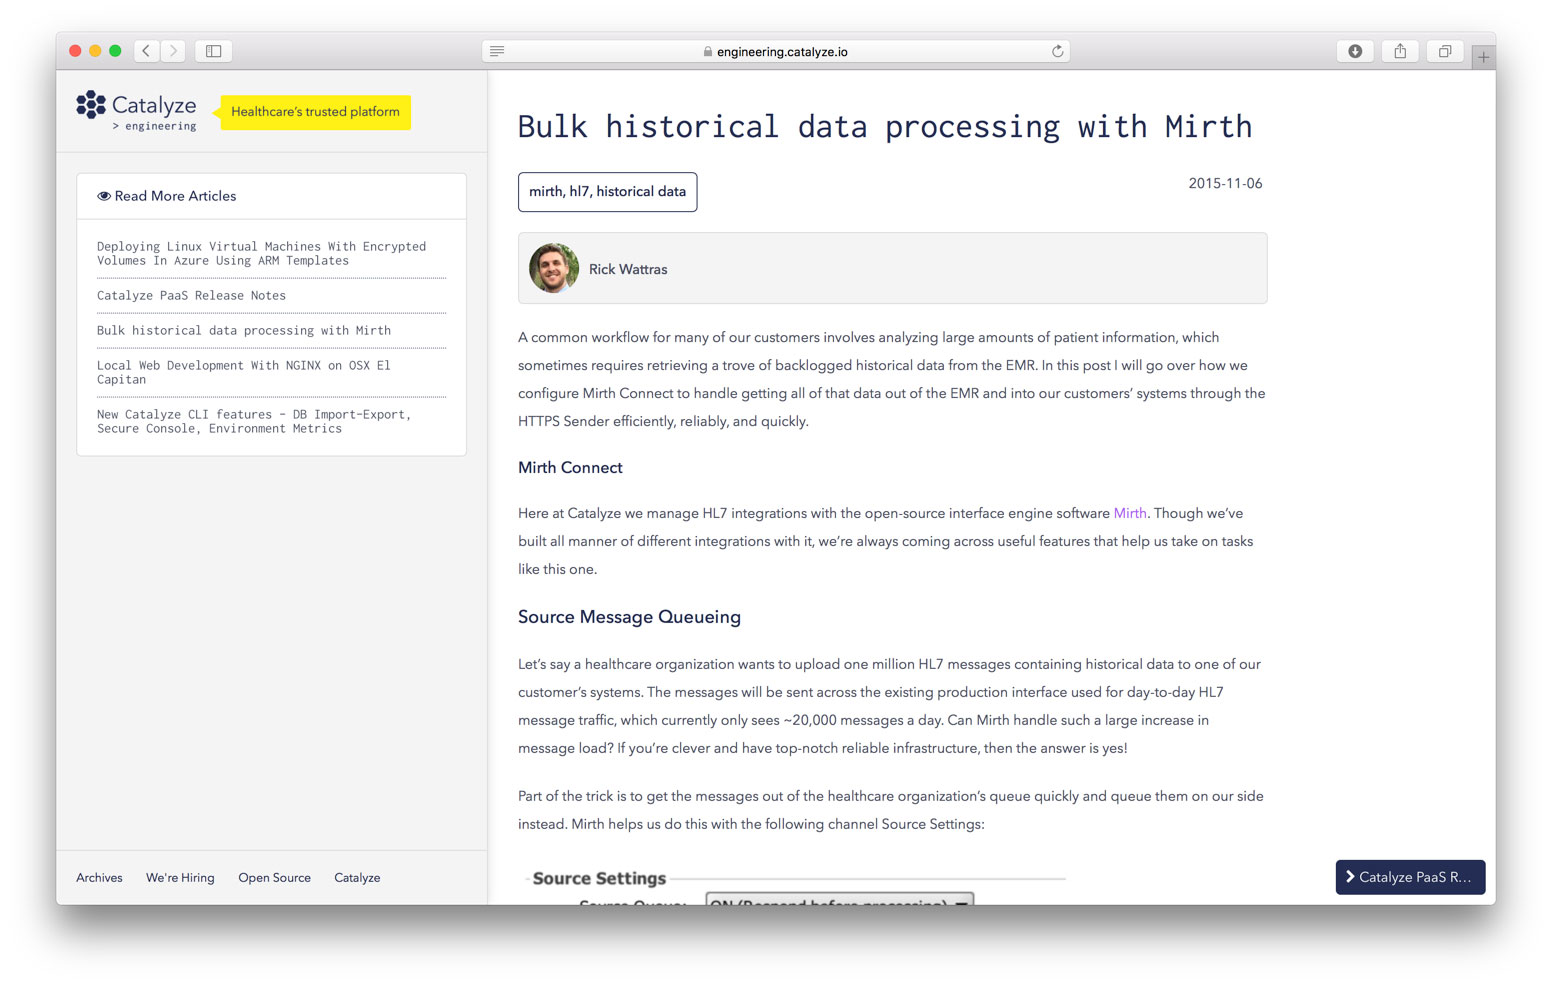 engineering.catalyze.io
Catalyze
> engineering
Healthcare's trusted platform
Read More Articles
Deploying Linux Virtual Machines With Encrypted
Volumes In Azure Using ARM Templates
Catalyze PaaS Release Notes
Bulk historical data processing with Mirth
Local Web Development With NGINX on OSX El
Capitan
New Catalyze CLI features - DB Import-Export,
Secure Console, Environment Metrics
Archives We're Hiring Open Source Catalyze
Bulk historical data processing with Mirth
mirth, hl7, historical data
2015-11-06
Rick Wattras
A common workflow for many of our customers involves analyzing large amounts of patient information, which
sometimes requires retrieving a trove of backlogged historical data from the EMR. In this post I will go over how we
configure Mirth Connect to handle getting all of that data out of the EMR and into our customers' systems through the
HTTPS Sender efficiently, reliably, and quickly.
Mirth Connect
Here at Catalyze we manage HL7 integrations with the open-source interface engine software Mirth. Though we've
built all manner of different integrations with it, we're always coming across useful features that help us take on tasks
like this one.
Source Message Queueing
Let's say a healthcare organization wants to upload one million HL7 messages containing historical data to one of our
customer's systems. The messages will be sent across the existing production interface used for day-to-day HL7
message traffic, which currently only sees ~20,000 messages a day. Can Mirth handle such a large increase in
message load? If you're clever and have top-notch reliable infrastructure, then the answer is yes!
Part of the trick is to get the messages out of the healthcare organization's queue quickly and queue them on our side
instead. Mirth helps us do this with the following channel Source Settings:
Source Settings
Source Queue: ON (Respond before processing)
Catalyze PaaS R...